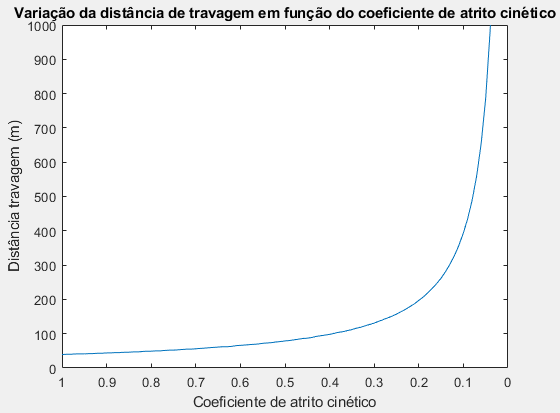 Variação da distância de travagem em função do coeficiente de atrito cinético
1000
900
800
700
600
500
400
300
200
100
0
Distância travagem (m)
1 0.9 0.8 0.7 0.6 0.5 0.4 0.3 0.2 0.1 0
Coeficiente de atrito cinético